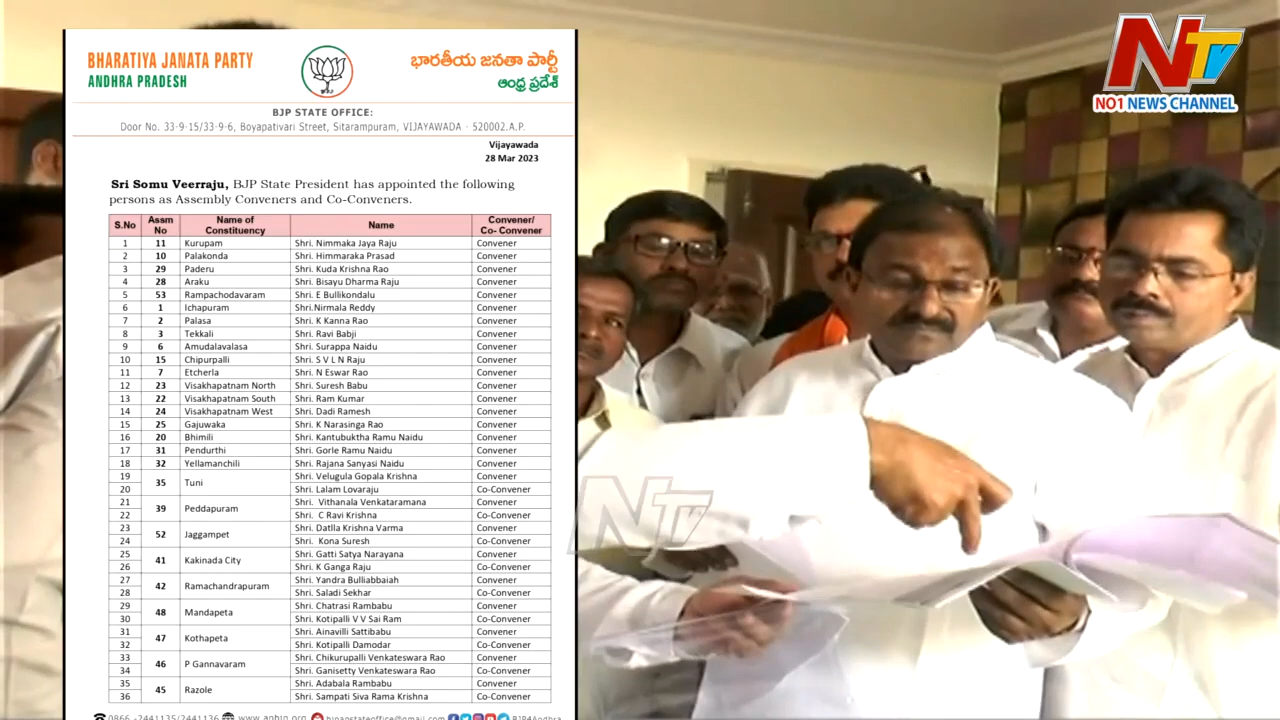 NTV
NO1 NEWS CHANNEL
BHARATIYA JANATA PARTY
ANDHRA PRADESH
భారతీయ జనతా పార్టీ
ఆంధ్ర ప్రదేశ్
BJP STATE OFFICE:
Door No. 33-9-15/33-9-6, Boyapativari Street, Sitarampuram, VIJAYAWADA - 520002.A.P.
Vijayawada
28 Mar 2023
Sri Somu Veerraju, BJP State President has appointed the following
persons as Assembly Conveners and Co-Conveners.
S.No Assm No Name of Constituency Name Convener/ Co- Convener
1 11 Kurupam Shri. Nimmaka Jaya Raju Convener
2 10 Palakonda Shri. Himmaraka Prasad Convener
3 29 Paderu Shri. Kuda Krishna Rao Convener
4 28 Araku Shri. Bisayu Dharma Raju Convener
5 53 Rampachodavaram Shri. E Bullikondalu Convener
6 1 Ichapuram Shri.Nirmala Reddy Convener
7 2 Palasa Shri. K Kanna Rao Convener
8 3 Tekkali Shri. Ravi Babji Convener
9 6 Amudalavalasa Shri. Surappa Naidu Convener
10 15 Chipurpalli Shri. S V L N Raju Convener
11 7 Etcherla Shri. N Eswar Rao Convener
12 23 Visakhapatnam North Shri. Suresh Babu Convener
13 22 Visakhapatnam South Shri. Ram Kumar Convener
14 24 Visakhapatnam West Shri. Dadi Ramesh Convener
15 25 Gajuwaka Shri. K Narasinga Rao Convener
16 20 Bhimili Shri. Kantubuktha Ramu Naidu Convener
17 31 Pendurthi Shri. Gorle Ramu Naidu Convener
18 32 Yellamanchili Shri. Rajana Sanyasi Naidu Convener
19 35 Tuni Shri. Velugula Gopala Krishna Convener
20 Shri. Lalam Lovaraju Co-Convener
21 39 Peddapuram Shri. Vithanala Venkataramana Convener
22 Shri. C Ravi Krishna Co-Convener
23 52 Jaggampet Shri. Datlla Krishna Varma Convener
24 Shri. Kona Suresh Co-Convener
25 41 Kakinada City Shri. Gatti Satya Narayana Convener
26 Shri. K Ganga Raju Co-Convener
27 42 Ramachandrapuram Shri. Yandra Bulliabbaiah Convener
28 Shri. Saladi Sekhar Co-Convener
29 48 Mandapeta Shri. Chatrasi Rambabu Convener
30 Shri. Kotipalli V V Sai Ram Co-Convener
31 47 Kothapeta Shri. Ainavilli Sattibabu Convener
32 Shri. Kotipalli Damodar Co-Convener
33 46 P Gannavaram Shri. Chikurupalli Venkateswara Rao Convener
34 Shri. Ganisetty Venkateswara Rao Co-Convener
35 45 Razole Shri. Adabala Rambabu Convener
36 Shri. Sampati Siva Rama Krishna Co-Convener
0866 -2441135/2441136 www.apbjp.org bjpapstateoffice@gmail.com BJP4Andhra
NTV